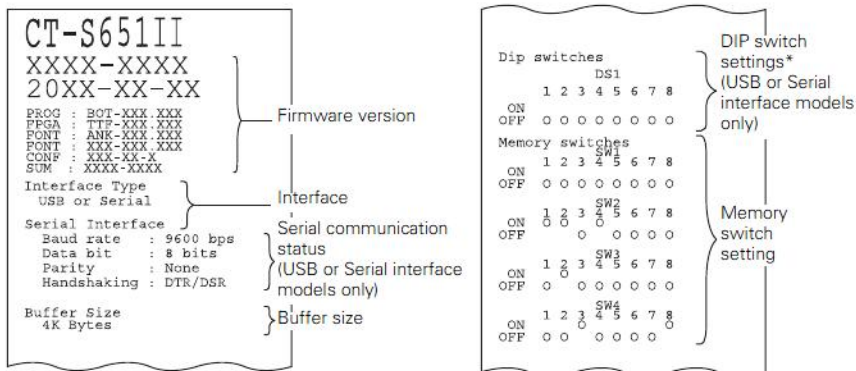 CT-S651II
XXXX-XXXX
20XX-XX-XX
PROG : BOT-XXX.XXX
FPGA : TTF-XXX.XXX
FONT : ANK-XXX.XXX
FONT : XXX-XXX.XXX
CONF : XXX-XX-X
SUM : XXXX-XXXX
Firmware version
Interface Type
USB or Serial
Interface
Serial Interface
Baud rate : 9600 bps
Data bit : 8 bits
Parity : None
Handshaking : DTR/DSR
Serial communication
status
(USB or Serial interface
models only)
Buffer Size
4K Bytes
Buffer size
Dip switches
DS1
1 2 3 4 5 6 7 8
ON
OFF O O O O O O O O
DIP switch
settings*
(USB or Serial
interface models
only)
Memory switches
SW1
1 2 3 4 5 6 7 8
ON
OFF O O O O O O O O
SW2
1 2 3 4 5 6 7 8
ON O O O
OFF O O O O O
SW3
1 2 3 4 5 6 7 8
ON O
OFF O O O O O O O
SW4
1 2 3 4 5 6 7 8
ON O O
OFF O O O O O O
Memory
switch
setting